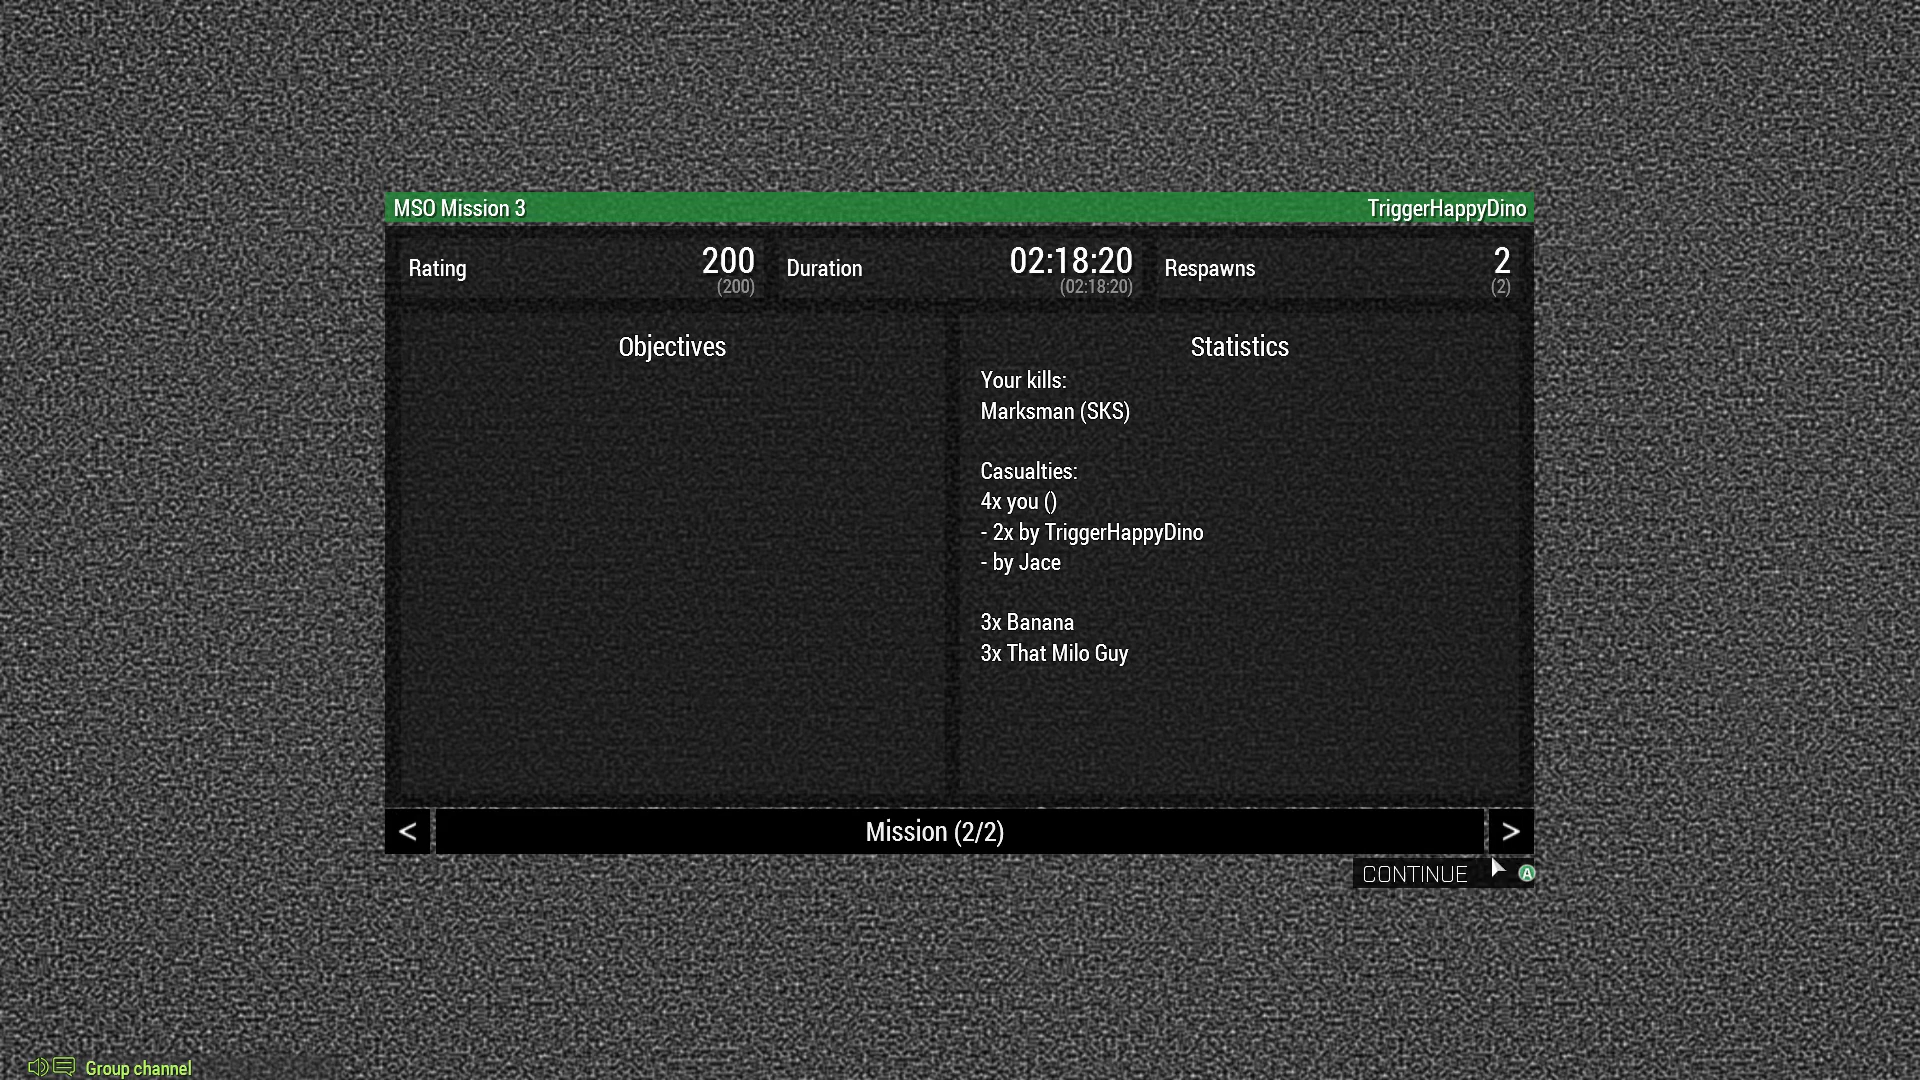 MSO Mission 3
TriggerHappyDino
Rating
200
(200)
Duration
02:18:20
(02:18:20)
Respawns
2
(2)
Objectives
Statistics
Your kills:
Marksman (SKS)
Casualties:
4x you ()
- 2x by TriggerHappyDino
- by Jace
3x Banana
3x That Milo Guy
<
Mission (2/2)
>
CONTINUE
A
Group channel